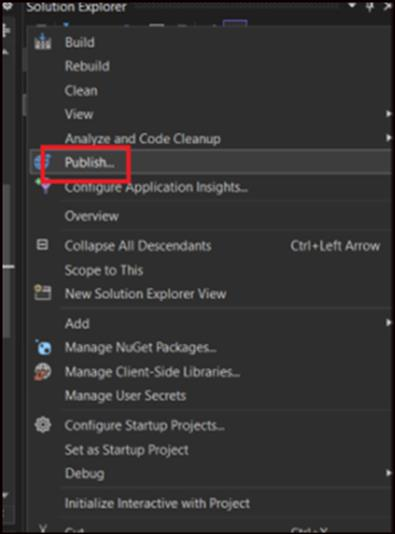 Solution Explorer
Build
Rebuild
Clean
View
Analyze and Code Cleanup
Publish...
Configure Application Insights...
Overview
Collapse All Descendants Ctrl+Left Arrow
Scope to This
New Solution Explorer View
Add
Manage NuGet Packages...
Manage Client-Side Libraries...
Manage User Secrets
Configure Startup Projects...
Set as Startup Project
Debug
Initialize Interactive with Project
Cut Ctrl+X